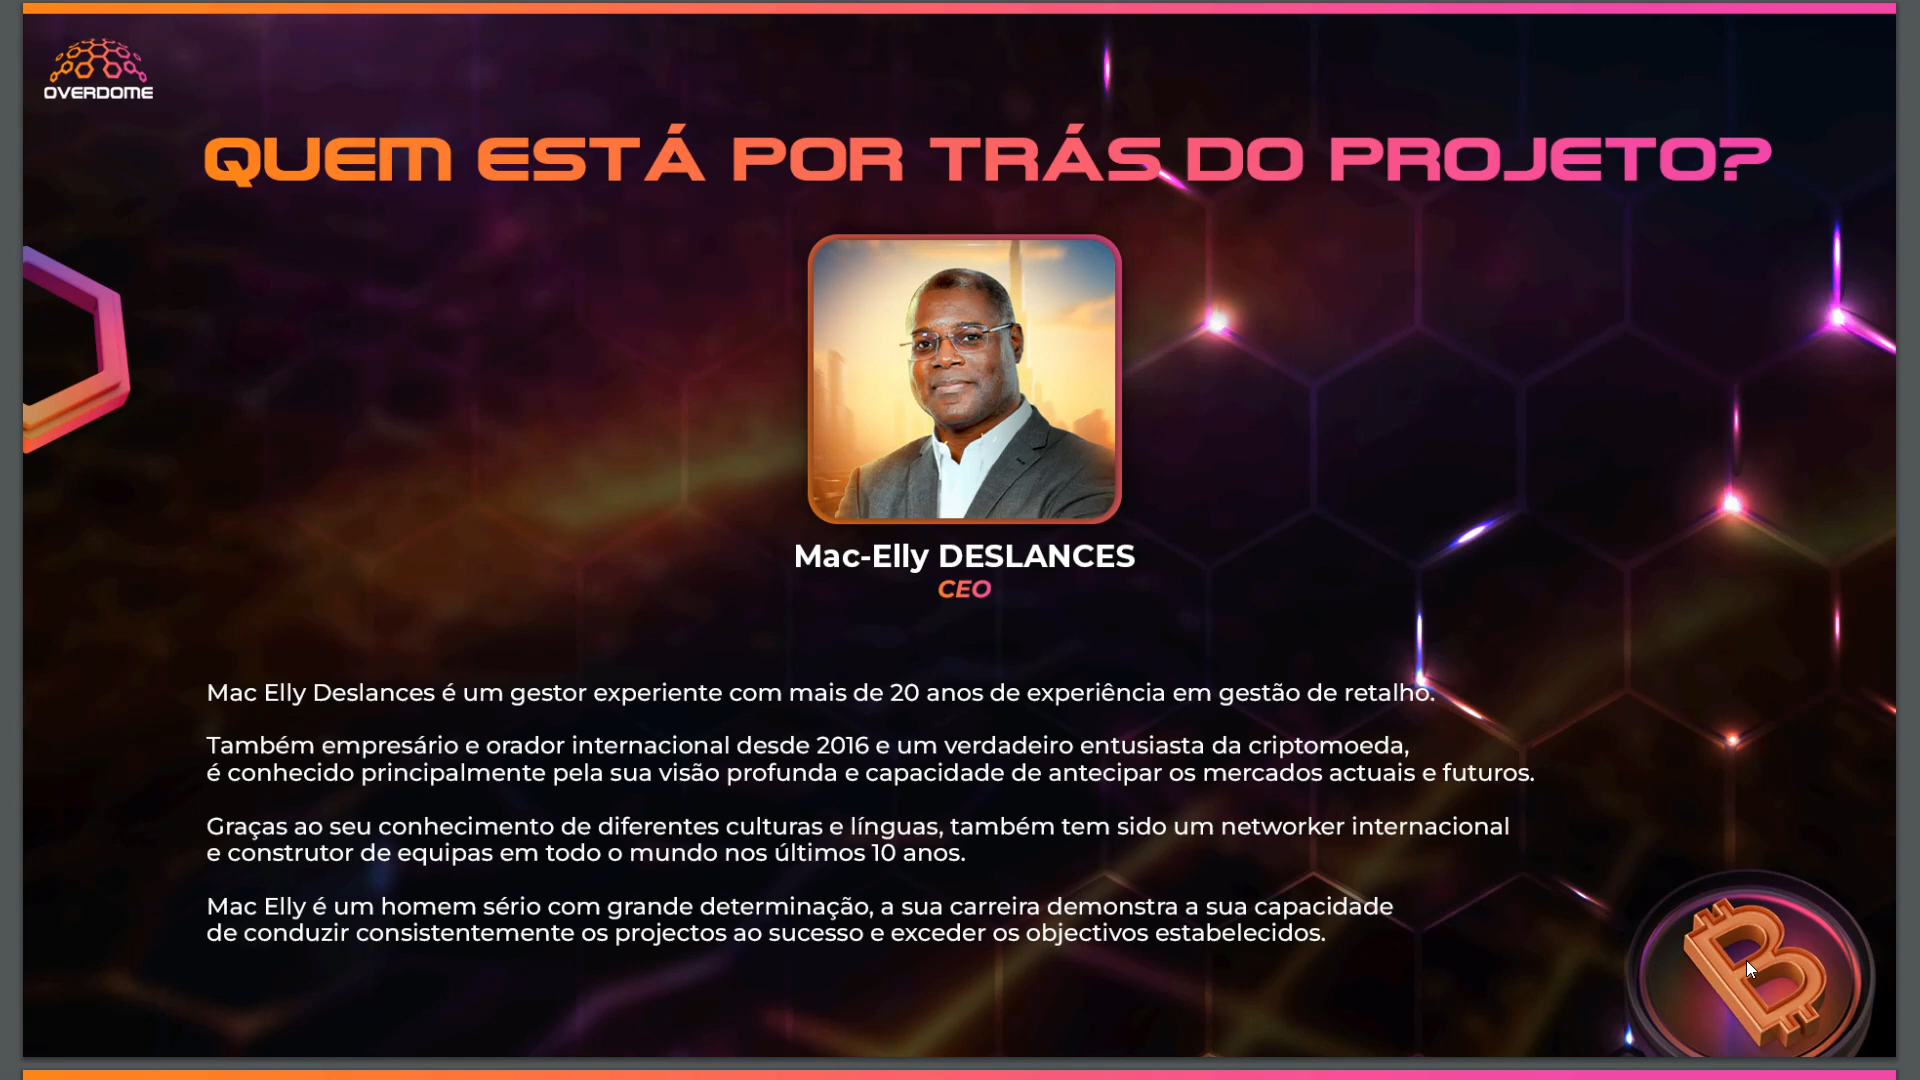 OVERDOME
QUEM ESTÁ POR TRÁS DO PROJETO?
Mac-Elly DESLANCES
CEO
Mac Elly Deslances é um gestor experiente com mais de 20 anos de experiência em gestão de retalho.
Também empresário e orador internacional desde 2016 e um verdadeiro entusiasta da criptomoeda,
é conhecido principalmente pela sua visão profunda e capacidade de antecipar os mercados actuais e futuros.
Graças ao seu conhecimento de diferentes culturas e línguas, também tem sido um networker internacional
e construtor de equipas em todo o mundo nos últimos 10 anos.
Mac Elly é um homem sério com grande determinação, a sua carreira demonstra a sua capacidade
de conduzir consistentemente os projectos ao sucesso e exceder os objectivos estabelecidos.